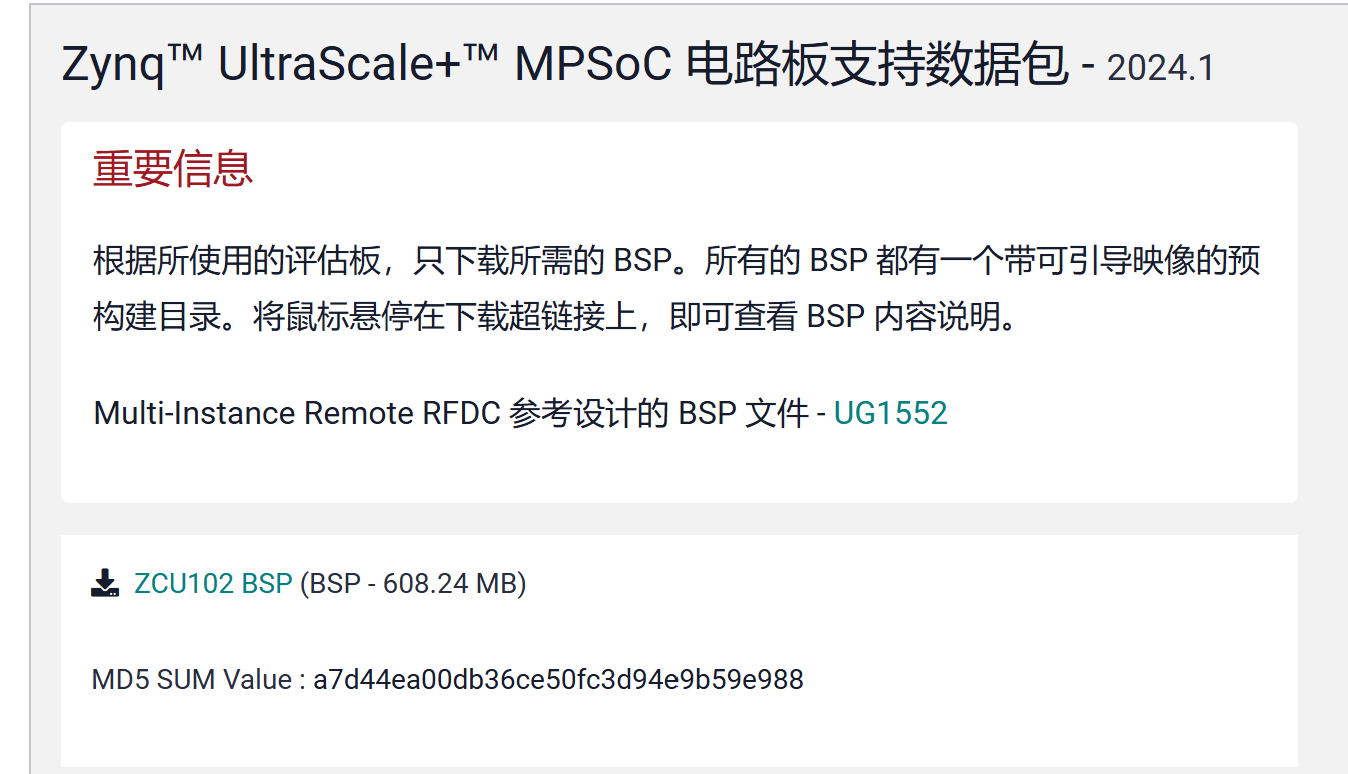 Zynq™ UltraScale+™ MPSoC 电路板支持数据包 - 2024.1
重要信息
根据所使用的评估板，只下载所需的 BSP。所有的 BSP 都有一个带可引导映像的预
构建目录。将鼠标悬停在下载超链接上，即可查看 BSP 内容说明。
Multi-Instance Remote RFDC 参考设计的 BSP 文件 - UG1552
ZCU102 BSP (BSP - 608.24 MB)
MD5 SUM Value : a7d44ea00db36ce50fc3d94e9b59e988